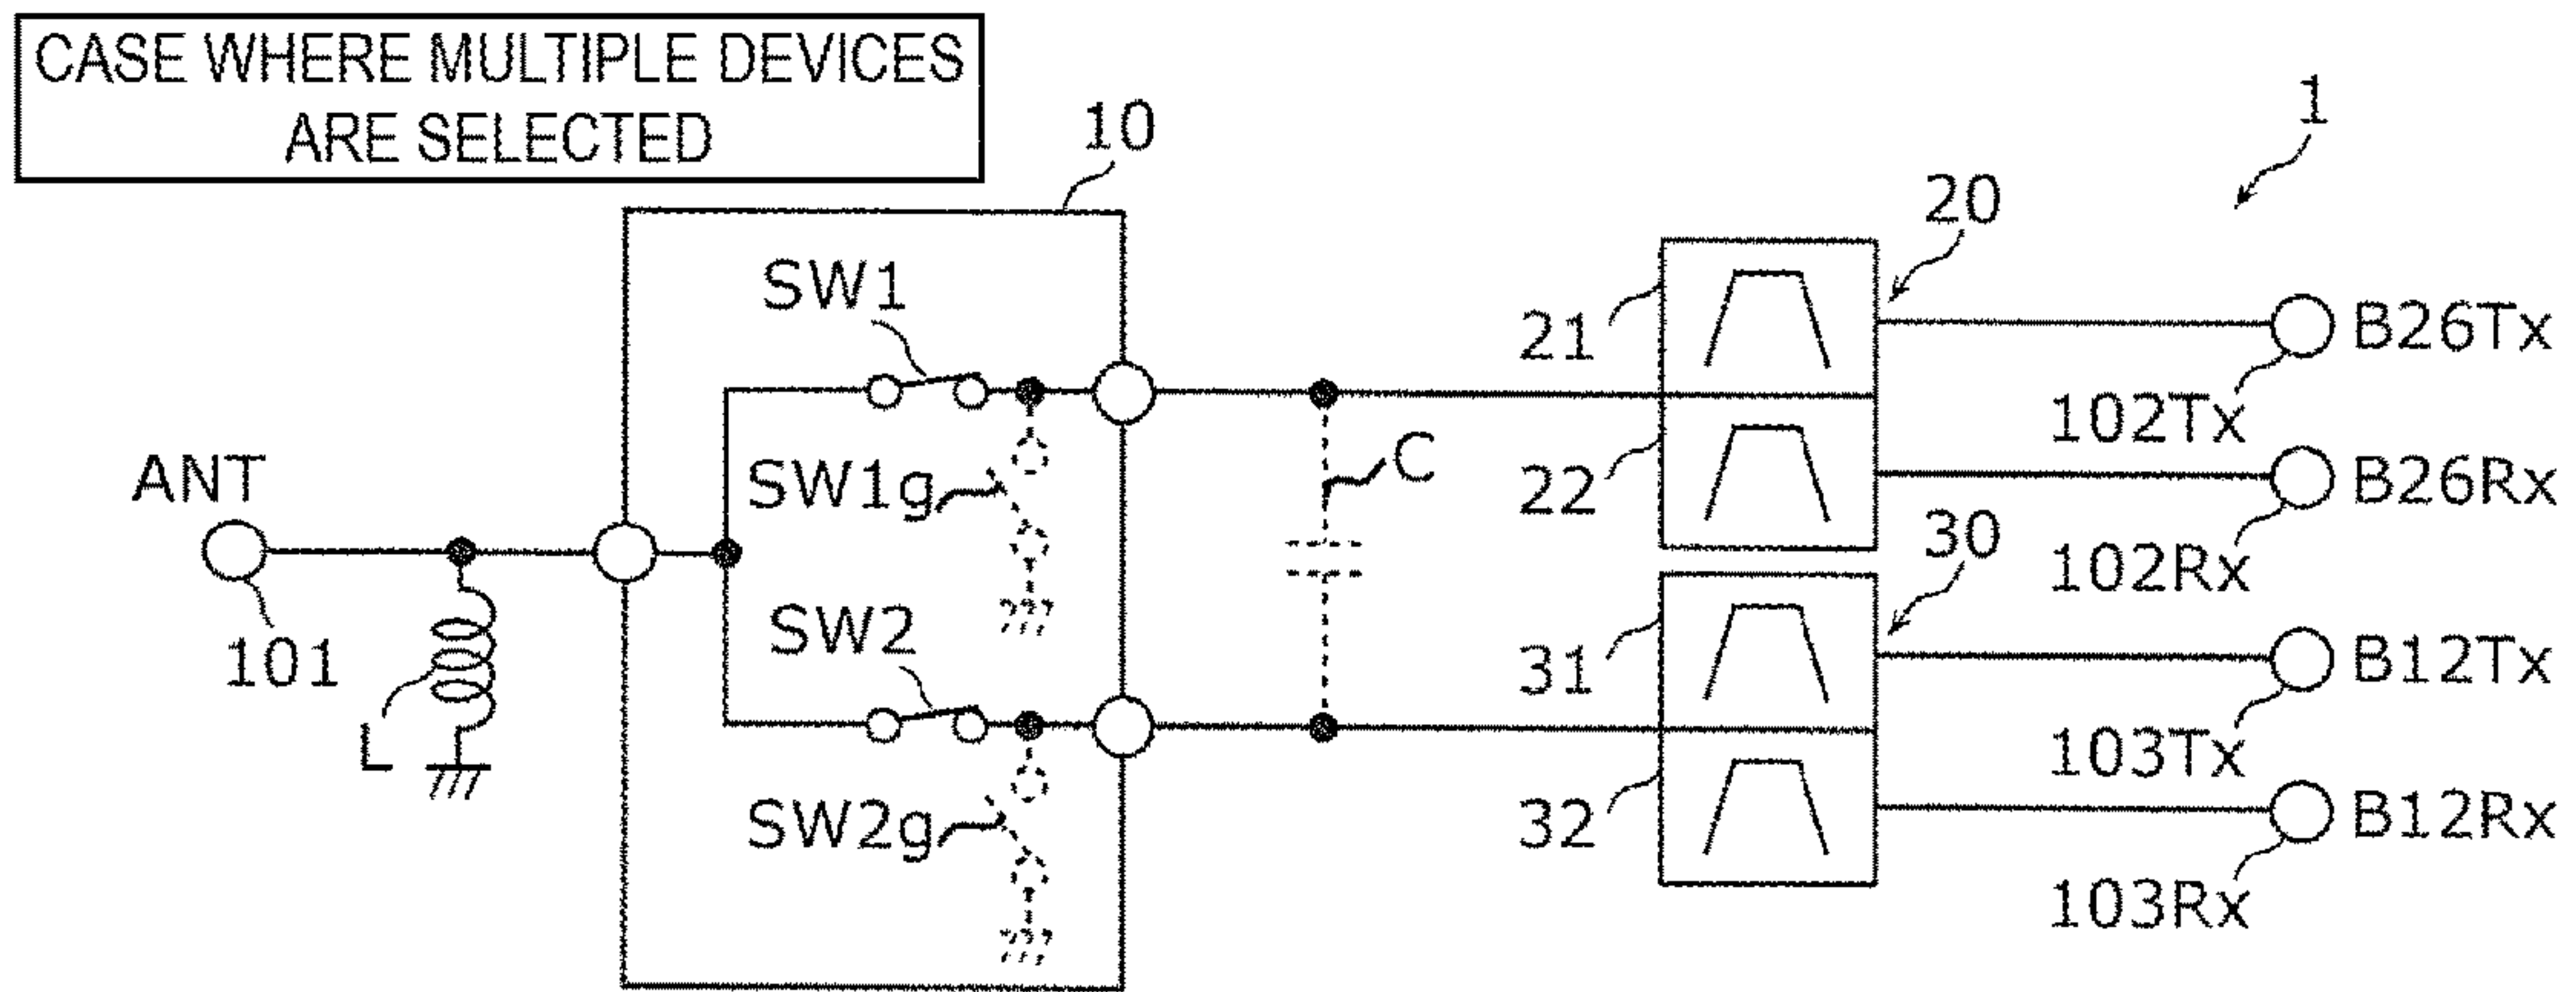 CASE WHERE MULTIPLE DEVICES
ARE SELECTED
10
1
20
SW1
21
B26Tx
102Tx
ANT
SW1g
C
22
B26Rx
30
102Rx
101
SW2
31
B12Tx
L
103Tx
SW2g
32
B12Rx
103Rx